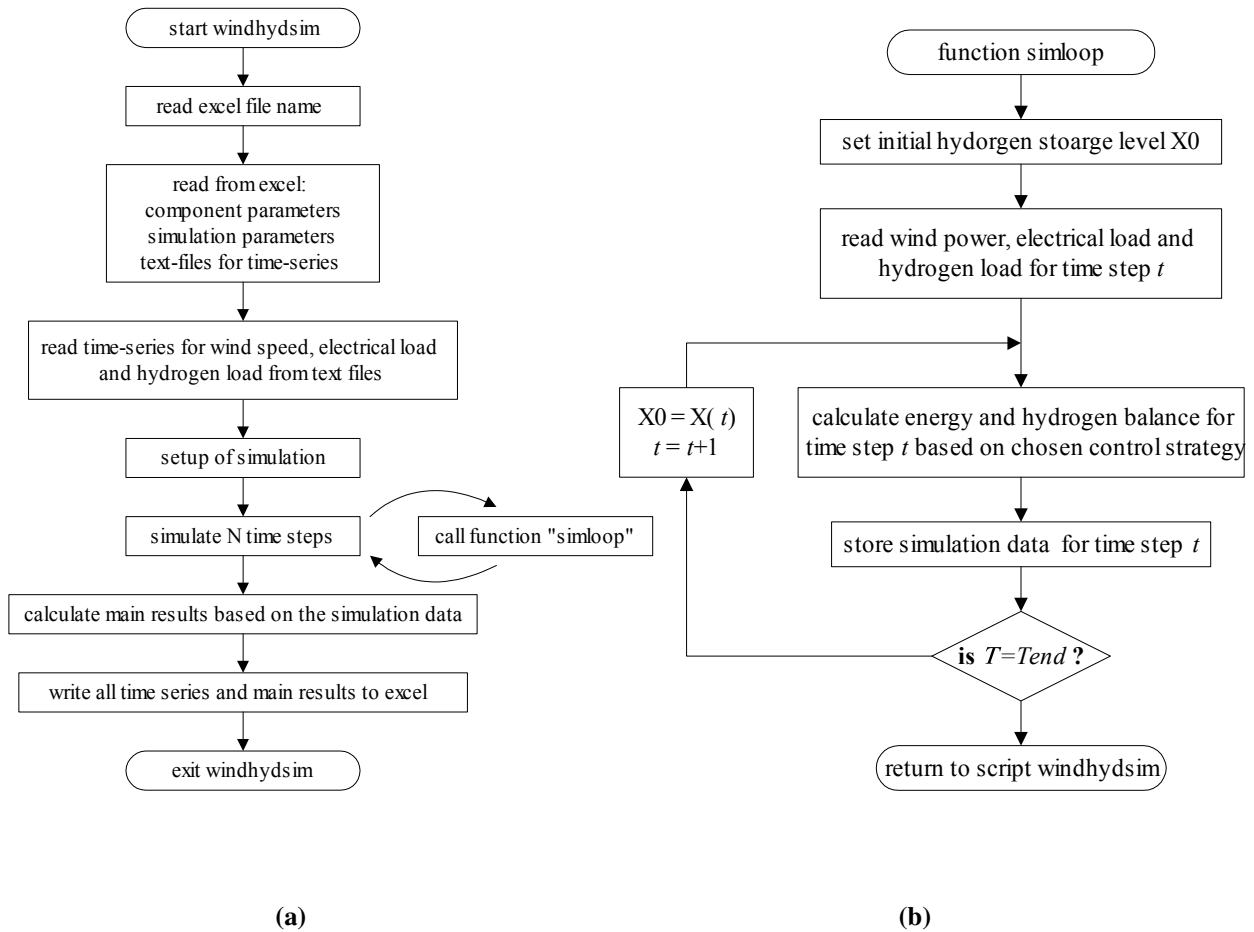 start windhydsim
read excel file name
read from excel:
component parameters
simulation parameters
text-files for time-series
read time-series for wind speed, electrical load
and hydrogen load from text files
setup of simulation
simulate N time steps
call function "simloop"
calculate main results based on the simulation data
write all time series and main results to excel
exit windhydsim
(a)
function simloop
set initial hydorgen stoarge level X0
read wind power, electrical load and
hydrogen load for time step t
X0 = X( t)
t = t+1
calculate energy and hydrogen balance for
time step t based on chosen control strategy
store simulation data for time step t
is T=Tend ?
return to script windhydsim
(b)